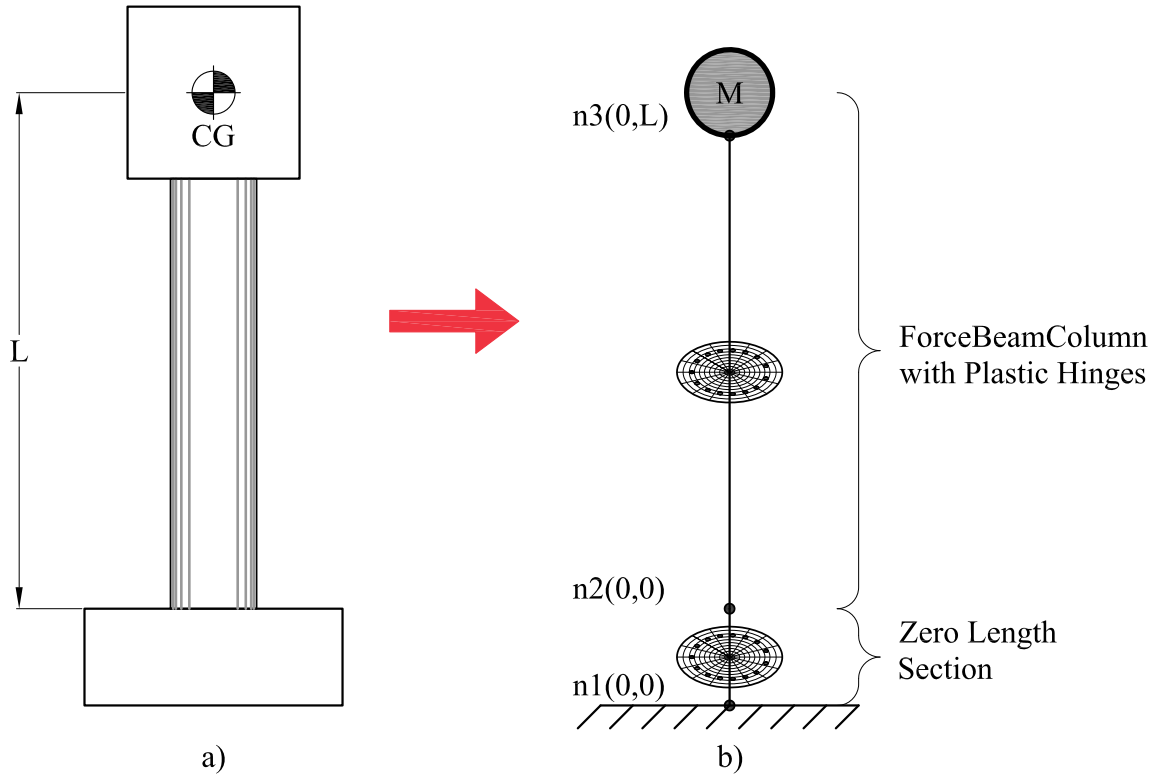 CG
L
a)
M
n3(0,L)
ForceBeamColumn
with Plastic Hinges
n2(0,0)
Zero Length
Section
n1(0,0)
b)